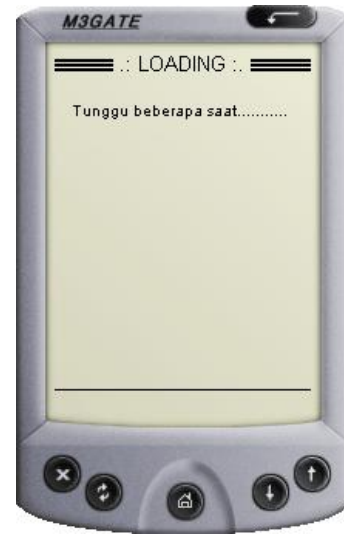 M3GATE
.: LOADING :.
Tunggu beberapa saat...........